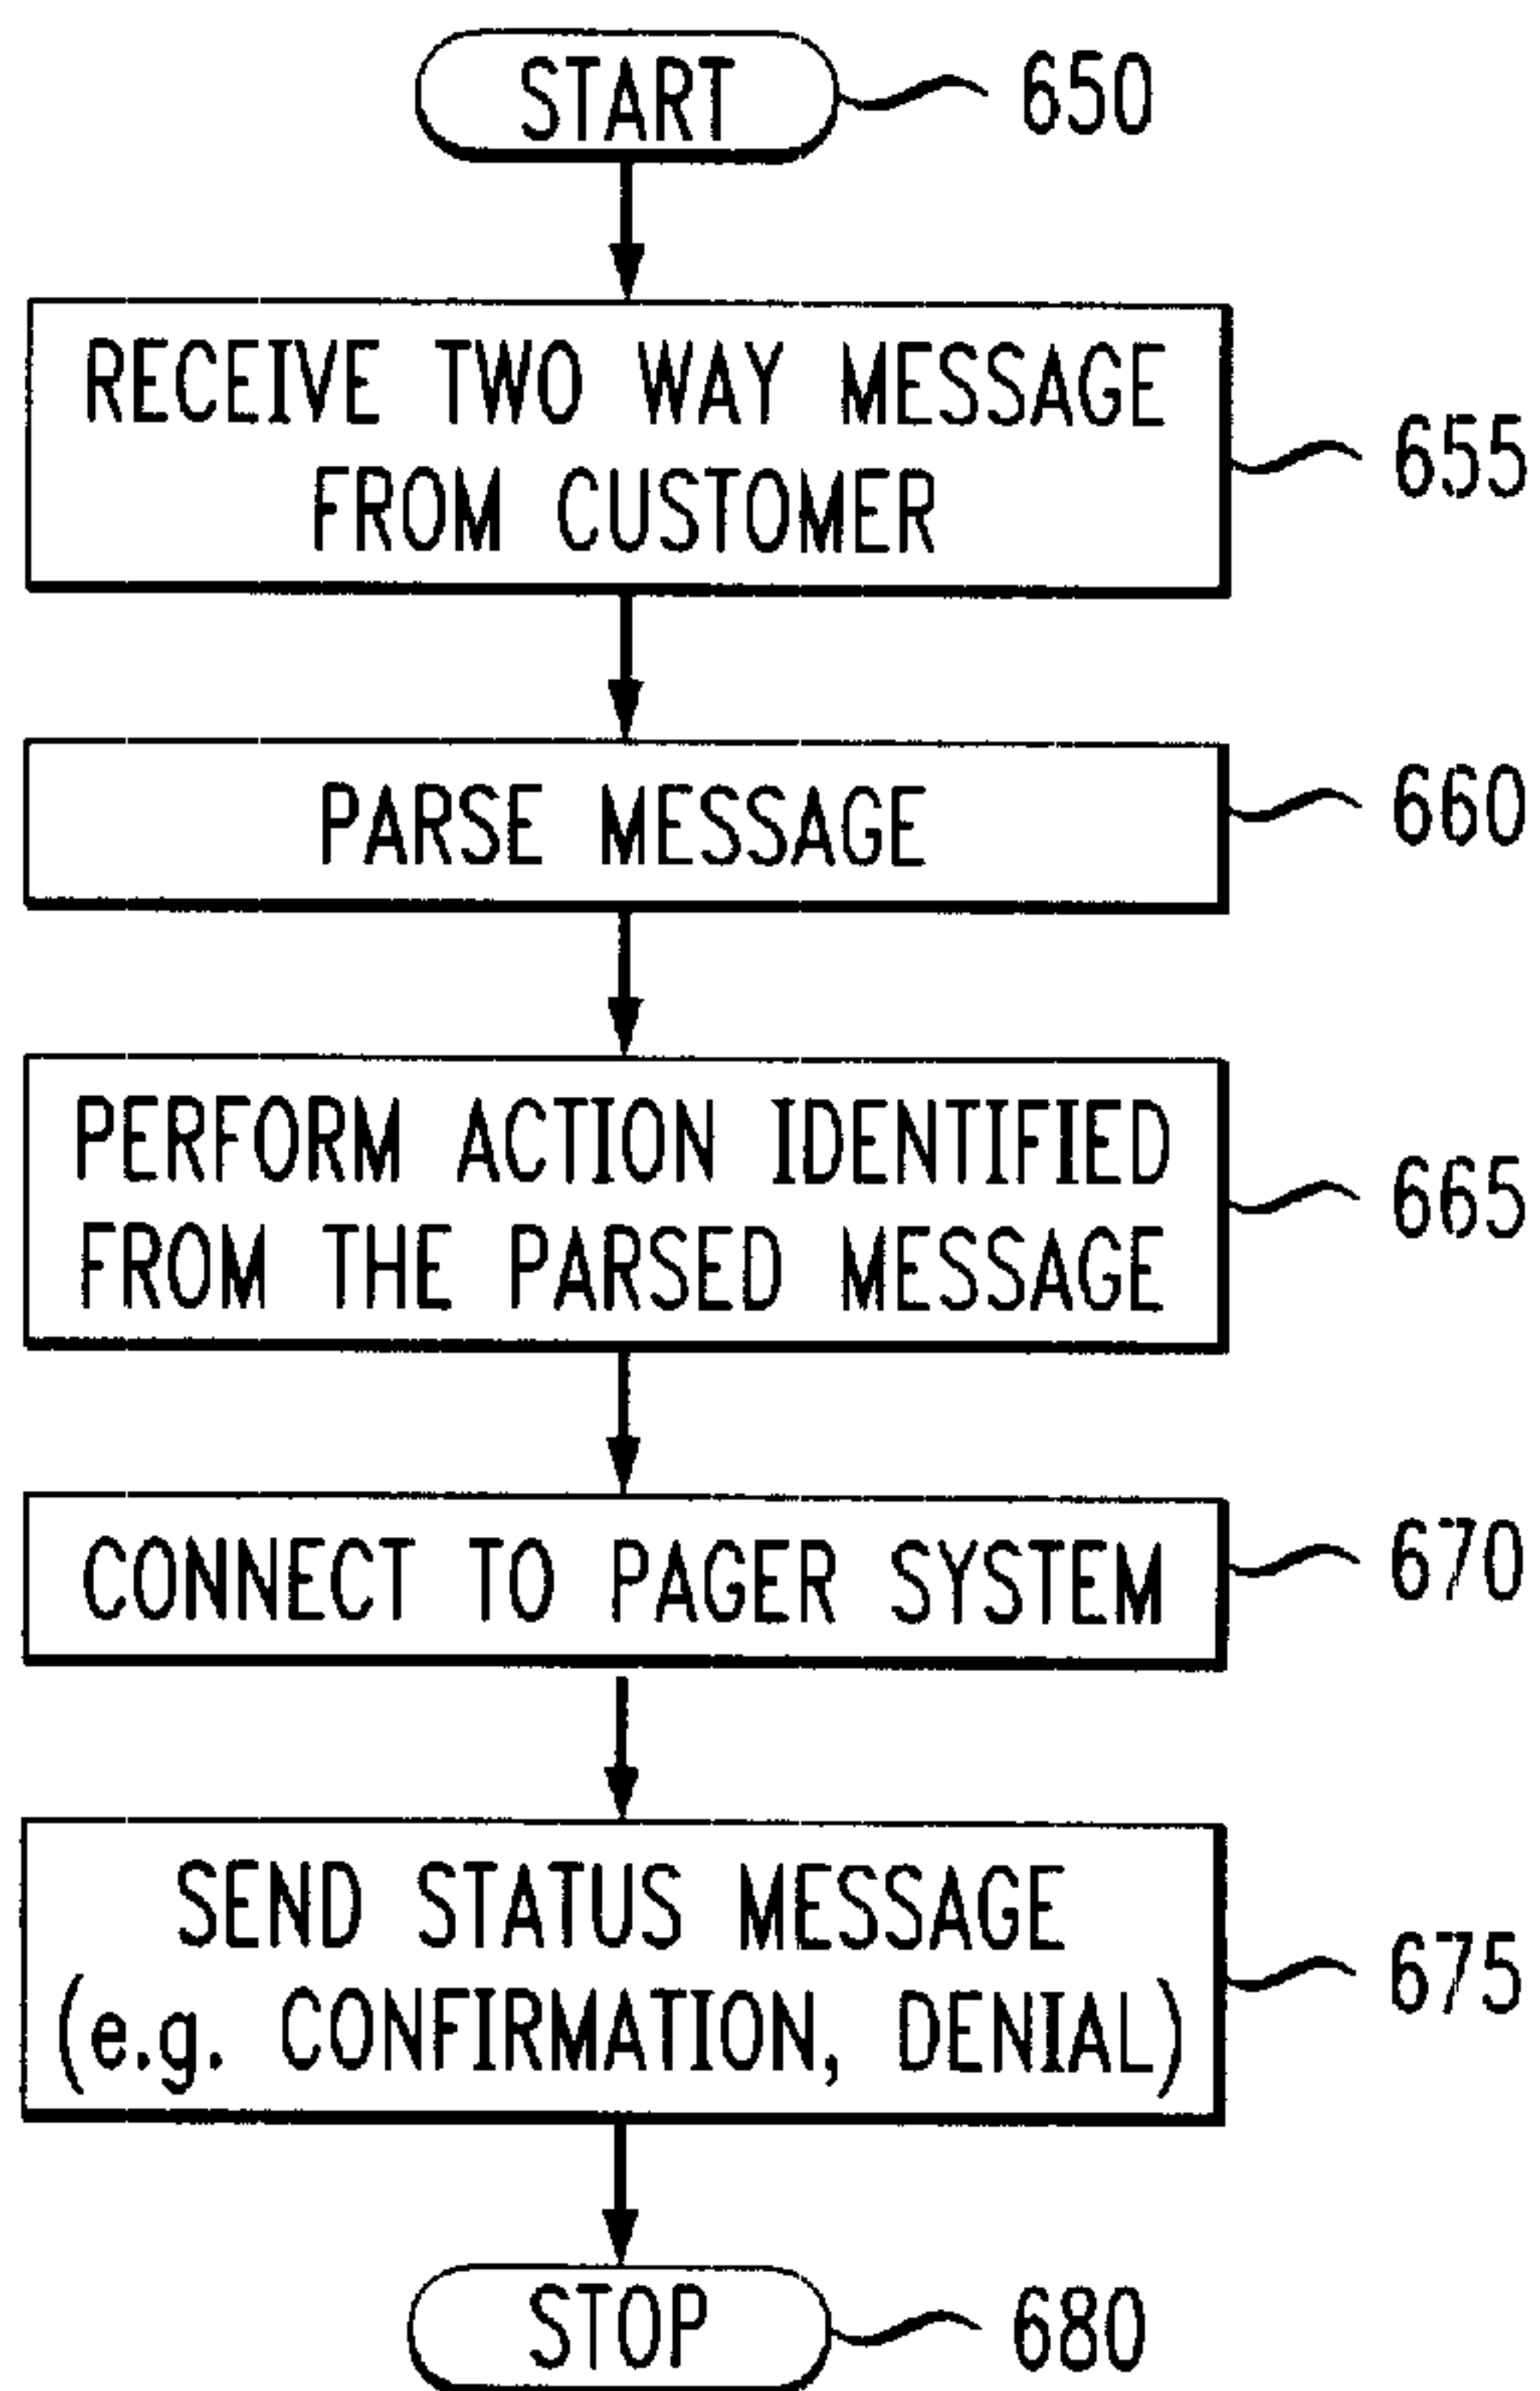 START
650
RECEIVE TWO WAY MESSAGE
FROM CUSTOMER
655
PARSE MESSAGE
660
PERFORM ACTION IDENTIFIED
FROM THE PARSED MESSAGE
665
CONNECT TO PAGER SYSTEM
670
SEND STATUS MESSAGE
(e.g. CONFIRMATION, DENIAL)
675
STOP
680